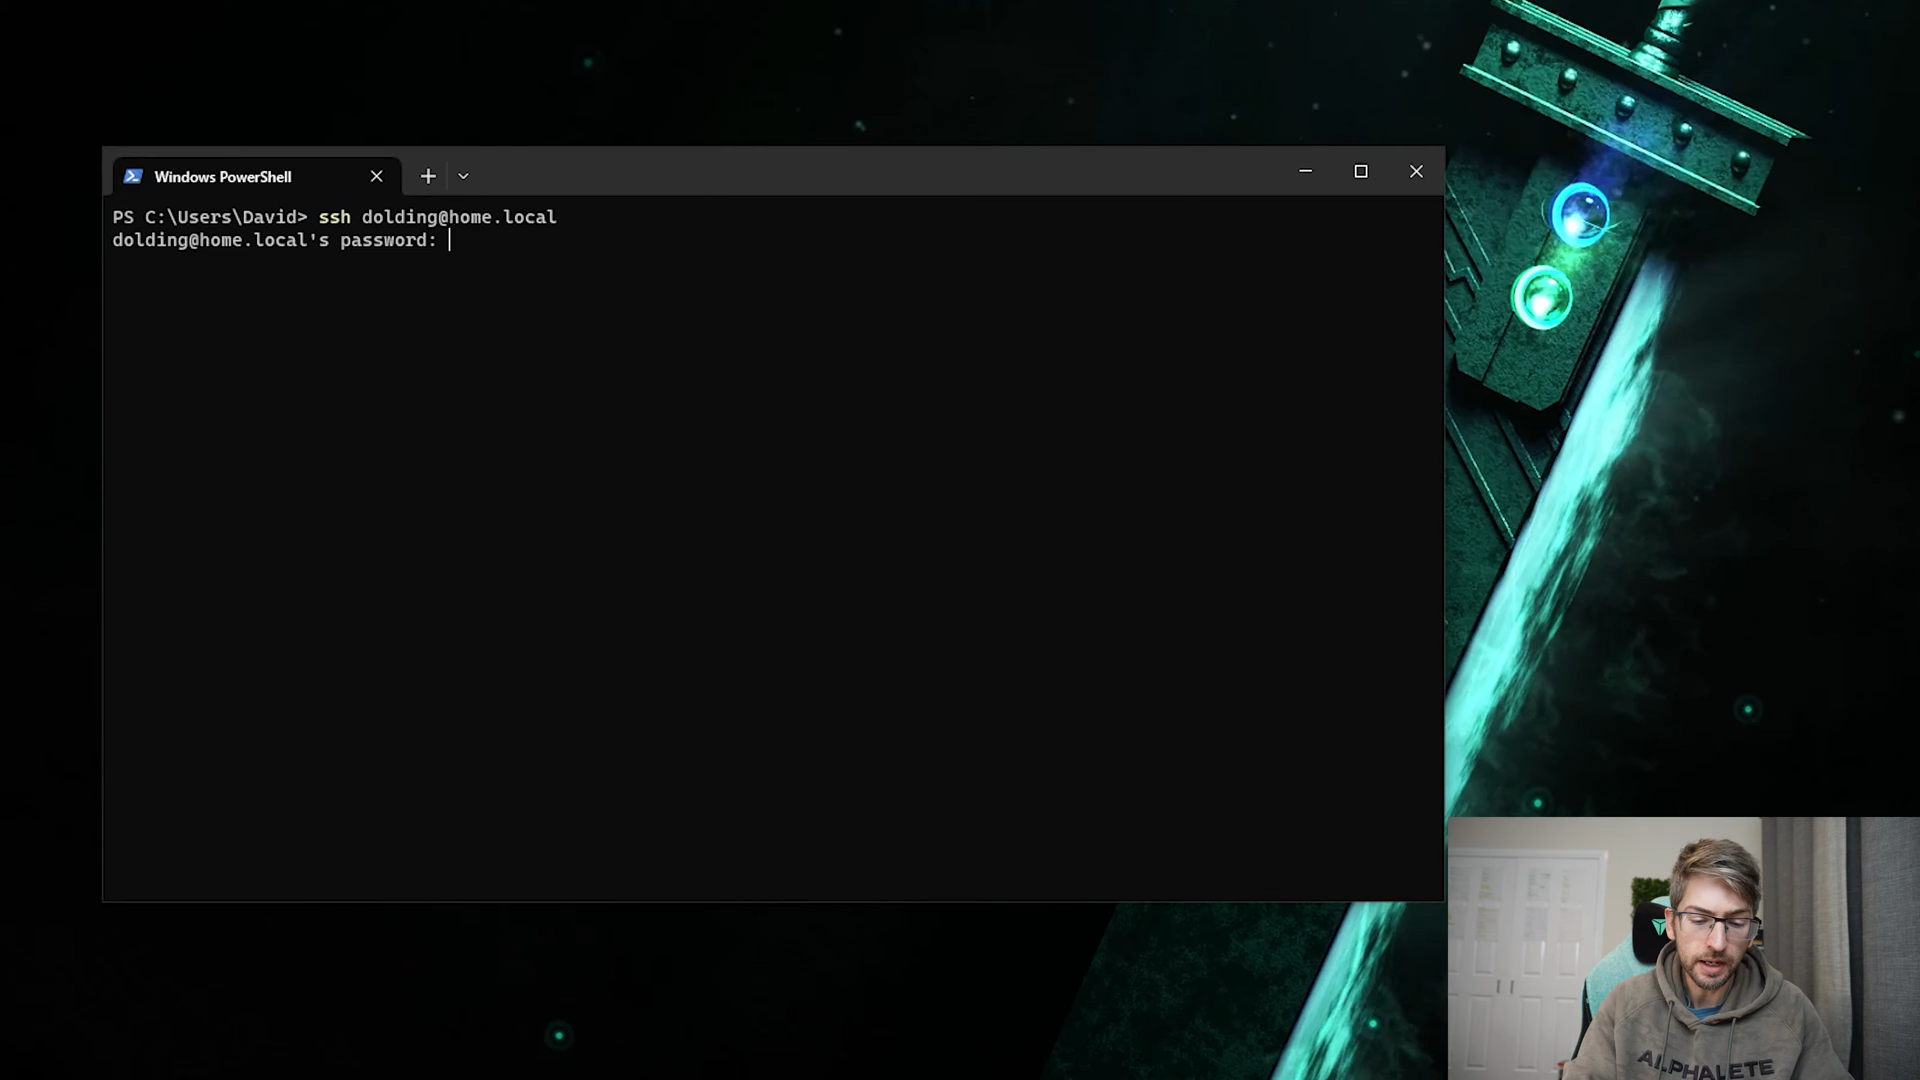 Windows PowerShell
PS C:\Users\David> ssh dolding@home.local
dolding@home.local's password:
ALPHALETE